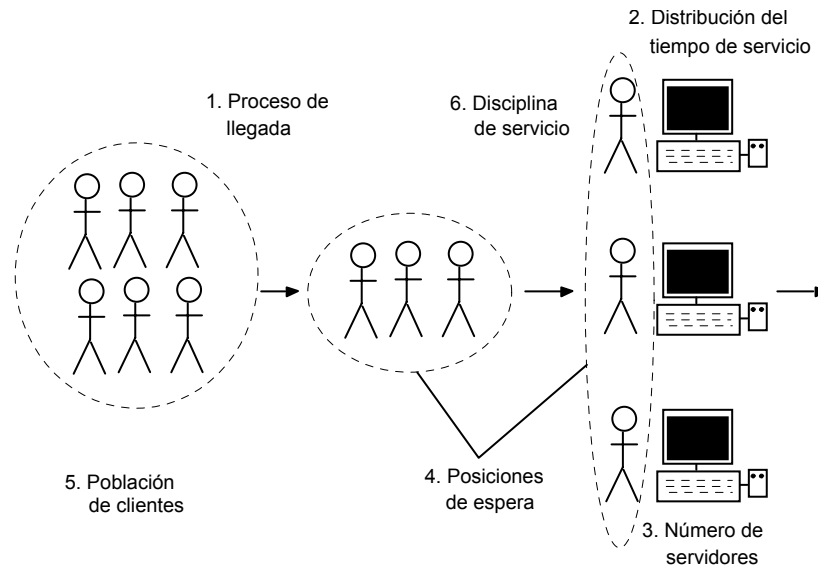 2. Distribución del
tiempo de servicio
1. Proceso de
llegada
6. Disciplina
de servicio
5. Población
de clientes
4. Posiciones
de espera
3. Número de
servidores